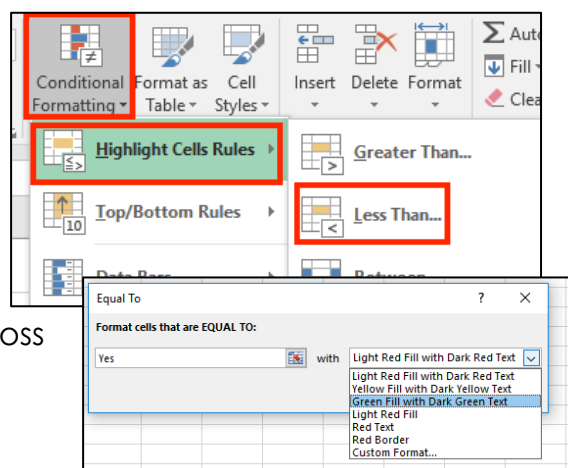 Conditional Formatting
Format as Table
Cell Styles
Insert
Delete
Format
Σ Auto
Fill
Clea
Highlight Cells Rules
Greater Than...
Top/Bottom Rules
10
Less Than...
Equal To
? X
Format cells that are EQUAL TO:
Yes with Light Red Fill with Dark Red Text
Light Red Fill with Dark Red Text
Yellow Fill with Dark Yellow Text
Green Fill with Dark Green Text
Light Red Fill
Red Text
Red Border
Custom Format...
oss